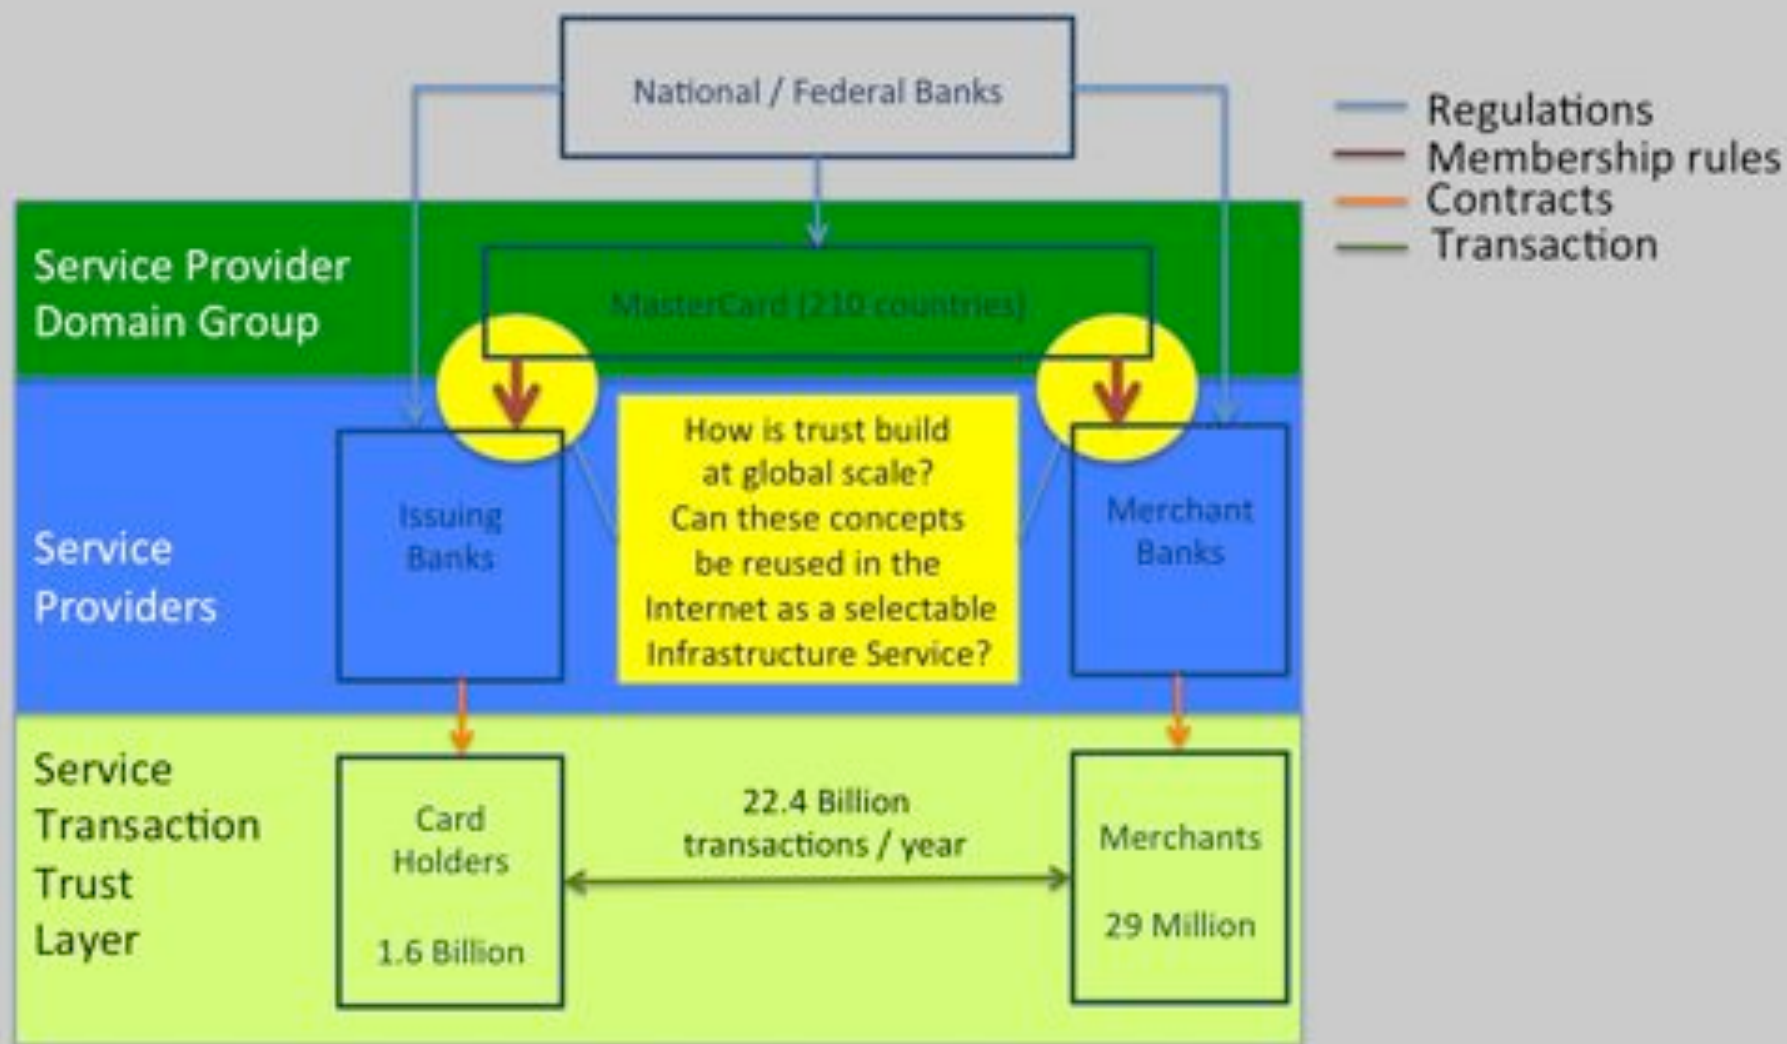 National / Federal Banks
Regulations
Membership rules
Contracts
Transaction
Service Provider
Domain Group
MasterCard (210 countries)
How is trust build
at global scale?
Can these concepts
be reused in the
Internet as a selectable
Infrastructure Service?
Issuing
Banks
Merchant
Banks
Service
Providers
Service
Transaction
Trust
Layer
Card
Holders
1.6 Billion
22.4 Billion
transactions / year
Merchants
29 Million